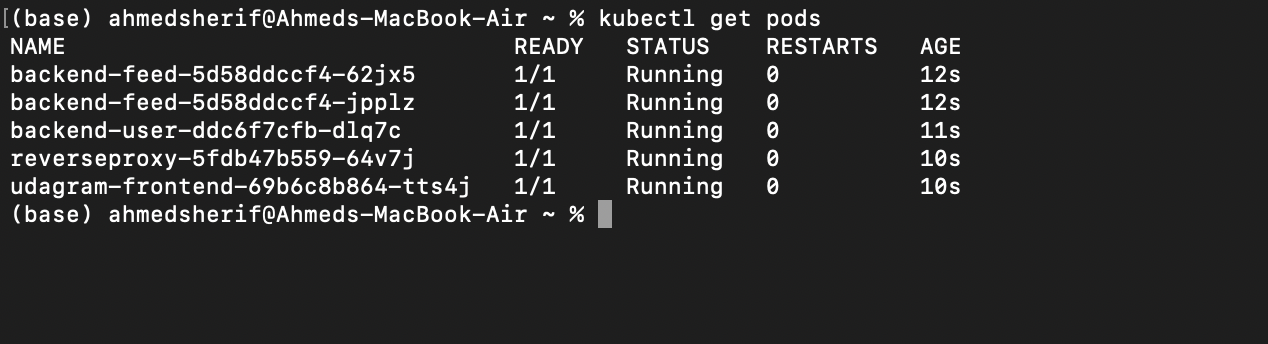 [(base) ahmedsherif@Ahmeds-MacBook-Air ~ % kubectl get pods
NAME READY STATUS RESTARTS AGE
backend-feed-5d58ddccf4-62jx5 1/1 Running 0 12s
backend-feed-5d58ddccf4-jpplz 1/1 Running 0 12s
backend-user-ddc6f7cfb-dlq7c 1/1 Running 0 11s
reverseproxy-5fdb47b559-64v7j 1/1 Running 0 10s
udagram-frontend-69b6c8b864-tts4j 1/1 Running 0 10s
(base) ahmedsherif@Ahmeds-MacBook-Air ~ %